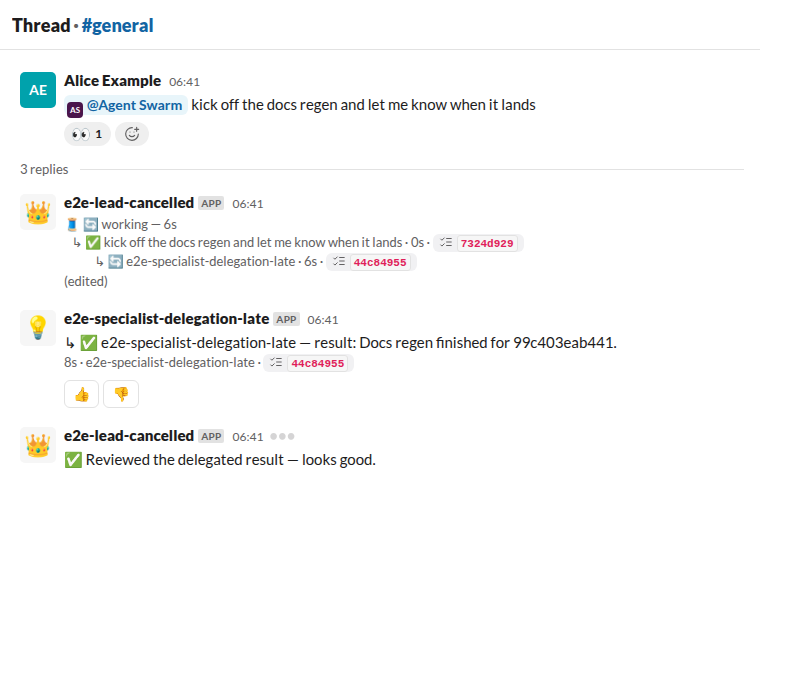 Thread • #general
AE
Alice Example 06:41
AS @Agent Swarm kick off the docs regen and let me know when it lands
👀 1
3 replies
e2e-lead-cancelled APP 06:41
🧵 🔄 working — 6s
↳ ✅ kick off the docs regen and let me know when it lands · 0s · 7324d929
↳ 🔄 e2e-specialist-delegation-late · 6s · 44c84955
(edited)
e2e-specialist-delegation-late APP 06:41
↳ ✅ e2e-specialist-delegation-late — result: Docs regen finished for 99c403eab441.
8s · e2e-specialist-delegation-late · 44c84955
👍 👎
e2e-lead-cancelled APP 06:41
✅ Reviewed the delegated result — looks good.